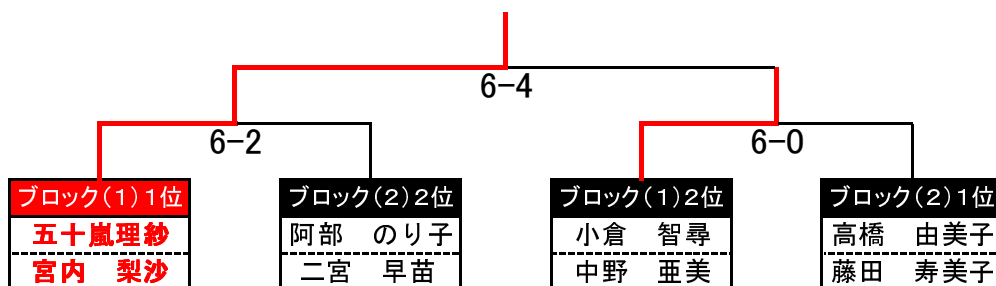 6-4
6-2
6-0
ブロック(1)1位
五十嵐理紗
宮内　梨沙
ブロック(2)2位
阿部　のり子
二宮　早苗
ブロック(1)2位
小倉　智尋
中野　亜美
ブロック(2)1位
高橋　由美子
藤田　寿美子